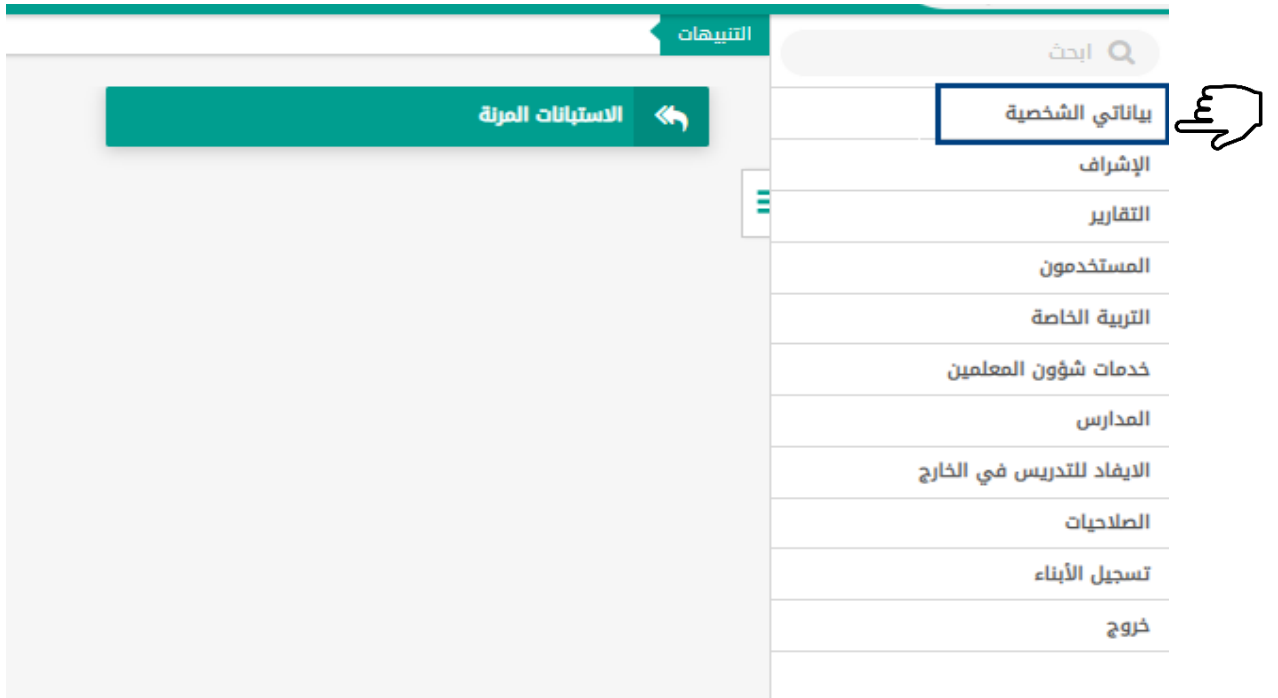 ابحث
التنبيهات
بياناتي الشخصية
الاستبانات المرنة
الإشراف
التقارير
المستخدمون
التربية الخاصة
خدمات شؤون المعلمين
المدارس
الايفاد للتدريس في الخارج
الصلاحيات
تسجيل الأبناء
خروج